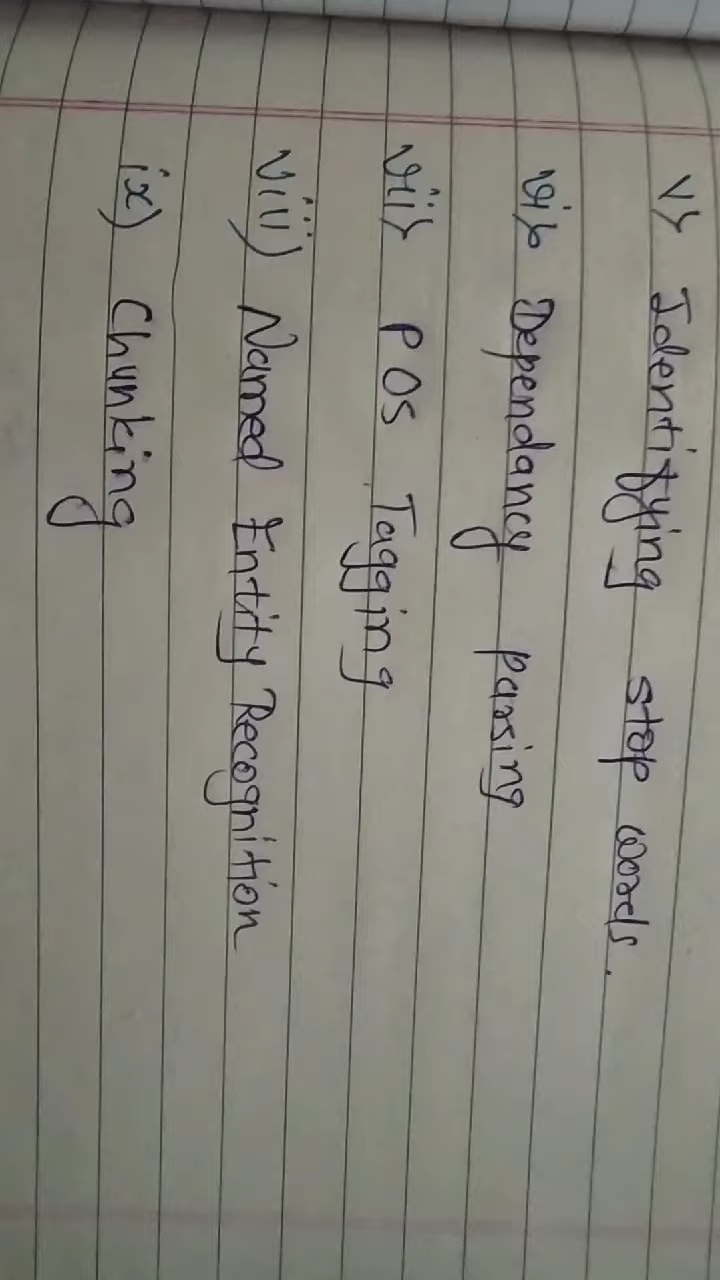 v) Identifying stop words.
vi) Dependancy parsing
vii) POS Tagging
viii) Named Entity Recognition
ix) Chunking